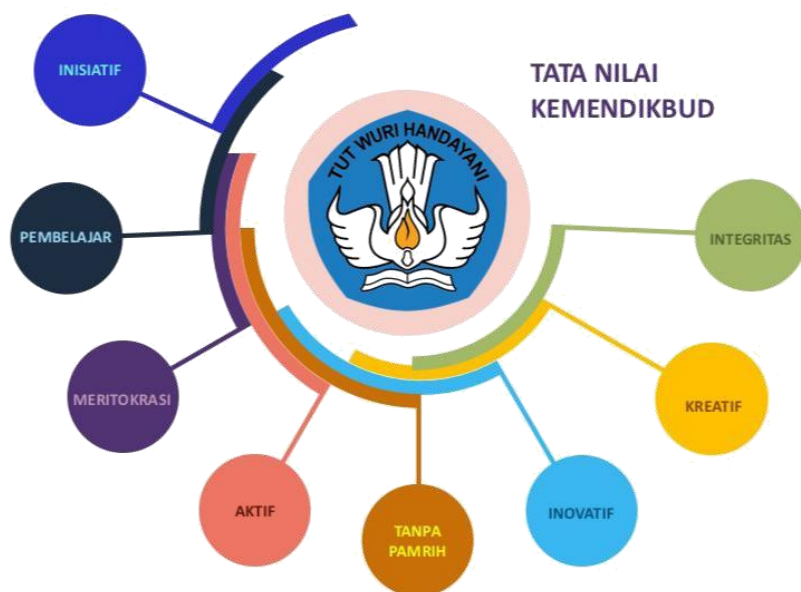 TATA NILAI
KEMENDIKBUD
TUT WURI HANDAYANI
INISIATIF
PEMBELAJAR
MERITOKRASI
AKTIF
TANPA
PAMRIH
INOVATIF
KREATIF
INTEGRITAS